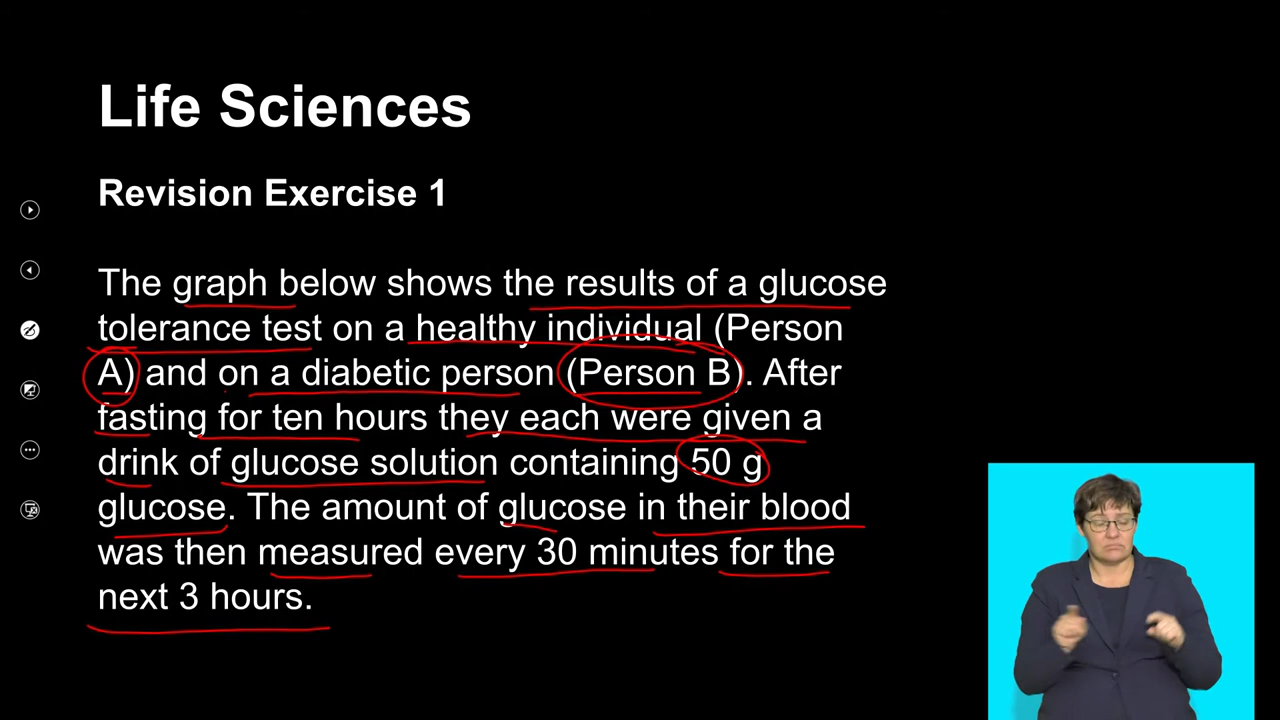 Life Sciences
Revision Exercise 1
The graph below shows the results of a glucose
tolerance test on a healthy individual (Person
A) and on a diabetic person (Person B). After
fasting for ten hours they each were given a
drink of glucose solution containing 50 g
glucose. The amount of glucose in their blood
was then measured every 30 minutes for the
next 3 hours.